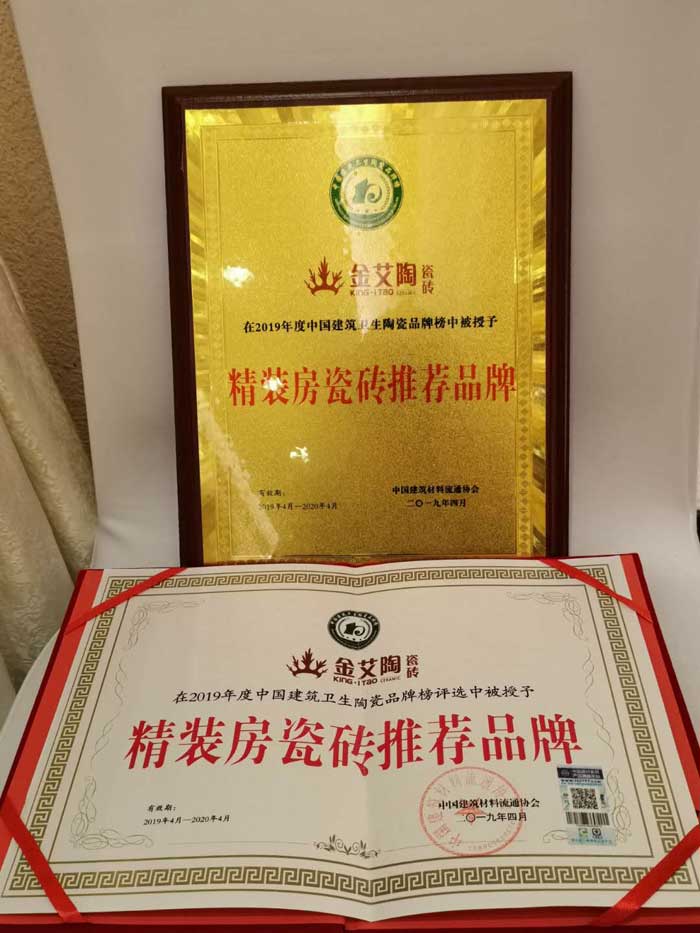 金艾陶
瓷砖
KING·ITAO CERAMIC
在2019年度中国建筑卫生陶瓷品牌榜中被授予
精装房瓷砖推荐品牌
有效期：
2019年4月—2020年4月
中国建筑材料流通协会
二〇一九年四月
金艾陶
瓷砖
KING·ITAO CERAMIC
在2019年度中国建筑卫生陶瓷品牌榜评选中被授予
精装房瓷砖推荐品牌
有效期：
2019年4月—2020年4月
中国建筑材料流通协会
二〇一九年四月